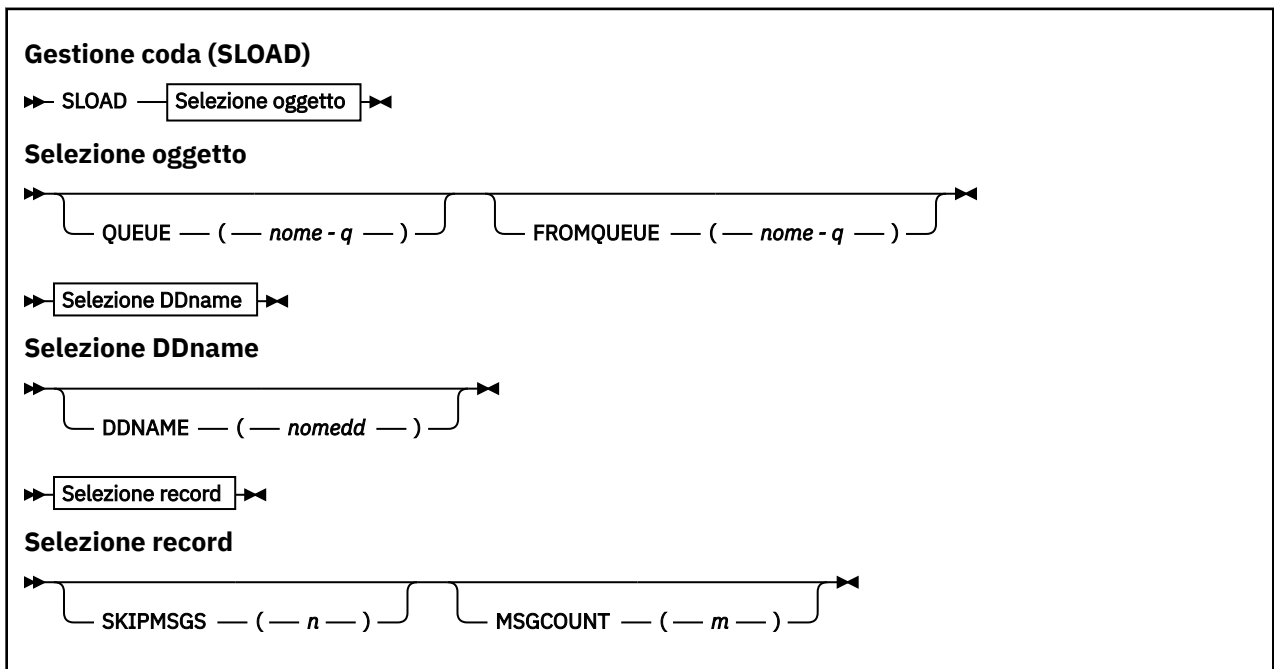 Gestione coda (SLOAD)
SLOAD Selezione oggetto
Selezione oggetto
QUEUE ( nome - q ) FROMQUEUE ( nome - q )
Selezione DDname
Selezione DDname
DDNAME ( nomedd )
Selezione record
Selezione record
SKIPMSGS ( n ) MSGCOUNT ( m )